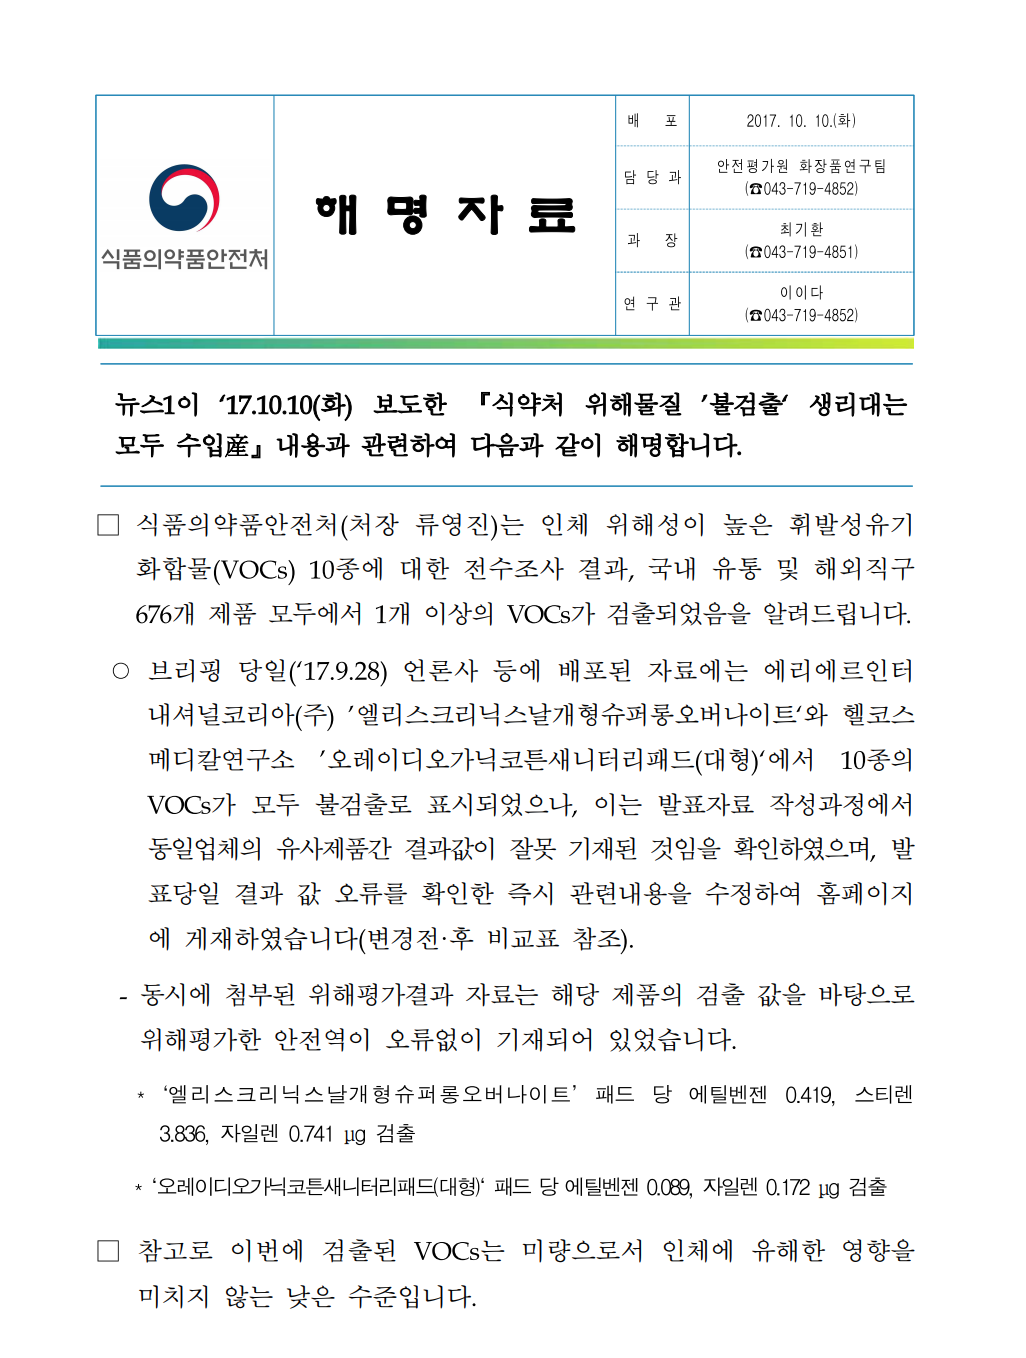 식품의약품안전처
해명자료
배 포 2017. 10. 10.(화)
담당과 안전평가원 화장품연구팀
(☎043-719-4852)
과 장 최기환
(☎043-719-4851)
연구관 이이다
(☎043-719-4852)
뉴스1이 ‘17.10.10(화) 보도한 『식약처 위해물질 ’불검출‘ 생리대는
모두 수입産』내용과 관련하여 다음과 같이 해명합니다.
□ 식품의약품안전처(처장 류영진)는 인체 위해성이 높은 휘발성유기
화합물(VOCs) 10종에 대한 전수조사 결과, 국내 유통 및 해외직구
676개 제품 모두에서 1개 이상의 VOCs가 검출되었음을 알려드립니다.
○ 브리핑 당일(‘17.9.28) 언론사 등에 배포된 자료에는 에리에르인터
내셔널코리아(주) ’엘리스크리닉스날개형슈퍼롱오버나이트‘와 헬코스
메디칼연구소 ’오레이디오가닉코튼새니터리패드(대형)‘에서 10종의
VOCs가 모두 불검출로 표시되었으나, 이는 발표자료 작성과정에서
동일업체의 유사제품간 결과값이 잘못 기재된 것임을 확인하였으며, 발
표당일 결과 값 오류를 확인한 즉시 관련내용을 수정하여 홈페이지
에 게재하였습니다(변경전·후 비교표 참조).
- 동시에 첨부된 위해평가결과 자료는 해당 제품의 검출 값을 바탕으로
위해평가한 안전역이 오류없이 기재되어 있었습니다.
* ‘엘리스크리닉스날개형슈퍼롱오버나이트’ 패드 당 에틸벤젠 0.419, 스티렌
3.836, 자일렌 0.741 µg 검출
* ‘오레이디오가닉코튼새니터리패드(대형)‘ 패드 당 에틸벤젠 0.089, 자일렌 0.172 µg 검출
□ 참고로 이번에 검출된 VOCs는 미량으로서 인체에 유해한 영향을
미치지 않는 낮은 수준입니다.